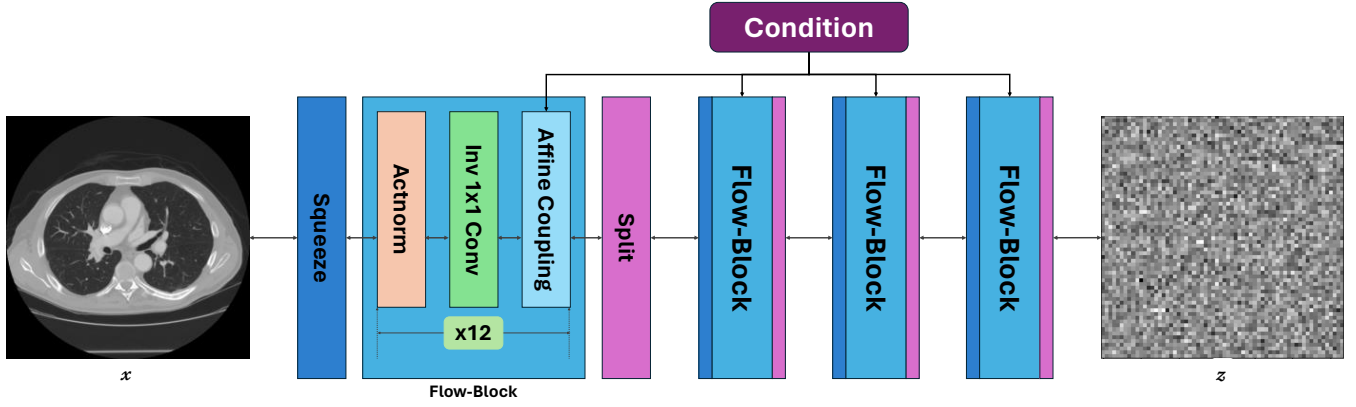 Condition
Squeeze
Actnorm
Inv 1x1 Conv
Affine Coupling
x12
Flow-Block
Split
Flow-Block
Flow-Block
Flow-Block
x
z